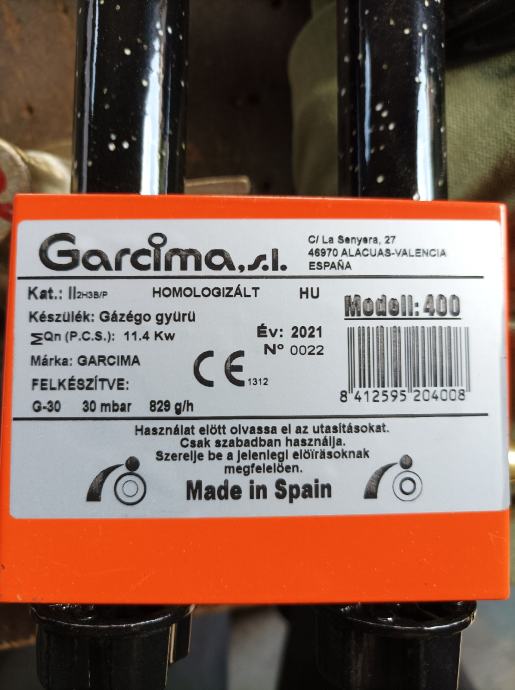 Garcima,s.l.
C/ La Senyera, 27
46970 ALACUAS-VALENCIA
ESPAÑA
Kat.: II2H3B/P HOMOLOGIZÁLT HU
Modell: 400
Készülék: Gázégo gyürü
ΣQn (P.C.S.): 11.4 Kw
Év: 2021
Nº 0022
Márka: GARCIMA
CE 1312
FELKÉSZÍTVE:
G-30 30 mbar 829 g/h
8 412595 204008
Használat elött olvassa el az utasításokat.
Csak szabadban használja.
Szerelje be a jelenlegi elöírásoknak
megfelelöen.
Made in Spain